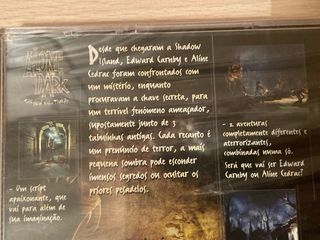 ALONE
IN THE
DARK
THE NEW NIGHTMARE
Desde que chegaram a Shadow
Island, Edward Carnby e Aline
Cedrac foram confrontados com
um mistério, enquanto
procuravam a chave secreta, para
um terrível fenómeno ameaçador,
supostamente junto de 3
tabuinhas antigas. Cada recanto é
um prenúncio de terror, a mais
pequena sombra pode esconder
imensos segredos ou ocultar os
piores pesadelos.
- Um script
apaixonante, que vai
para além de
sua imaginação.
- 2 aventuras
completamente diferentes e
aterrorizantes,
combinadas numa só.
Será que vai ser Edward
Carnby ou Aline Cedrac?